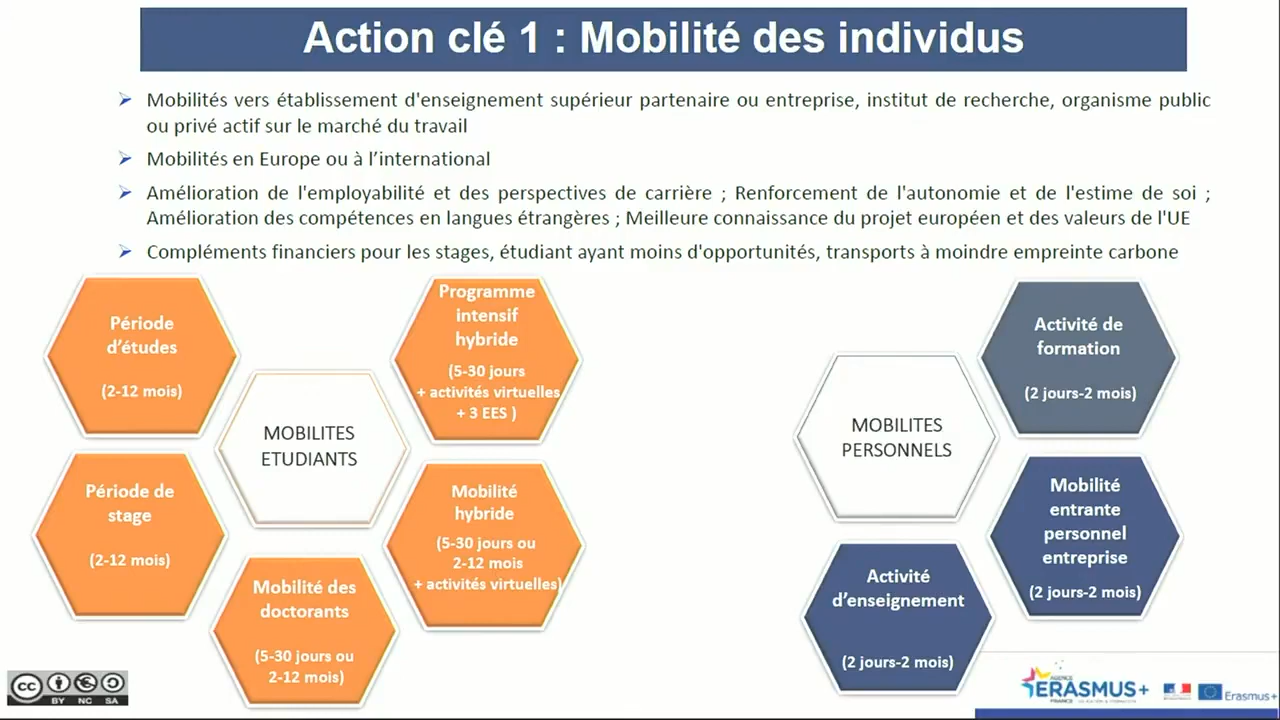 Action clé 1 : Mobilité des individus
Mobilités vers établissement d'enseignement supérieur partenaire ou entreprise, institut de recherche, organisme public
ou privé actif sur le marché du travail
Mobilités en Europe ou à l’international
Amélioration de l'employabilité et des perspectives de carrière ; Renforcement de l'autonomie et de l'estime de soi ;
Amélioration des compétences en langues étrangères ; Meilleure connaissance du projet européen et des valeurs de l'UE
Compléments financiers pour les stages, étudiant ayant moins d'opportunités, transports à moindre empreinte carbone
Période
d’études
(2-12 mois)
Programme
intensif
hybride
(5-30 jours
+ activités virtuelles
+ 3 EES )
MOBILITES
ETUDIANTS
Période de
stage
(2-12 mois)
Mobilité
hybride
(5-30 jours ou
2-12 mois
+ activités virtuelles)
Mobilité des
doctorants
(5-30 jours ou
2-12 mois)
Activité de
formation
(2 jours-2 mois)
MOBILITES
PERSONNELS
Mobilité
entrante
personnel
entreprise
(2 jours-2 mois)
Activité
d’enseignement
(2 jours-2 mois)
cc
BY NC SA
AGENCE
ERASMUS+
FRANCE
Erasmus+